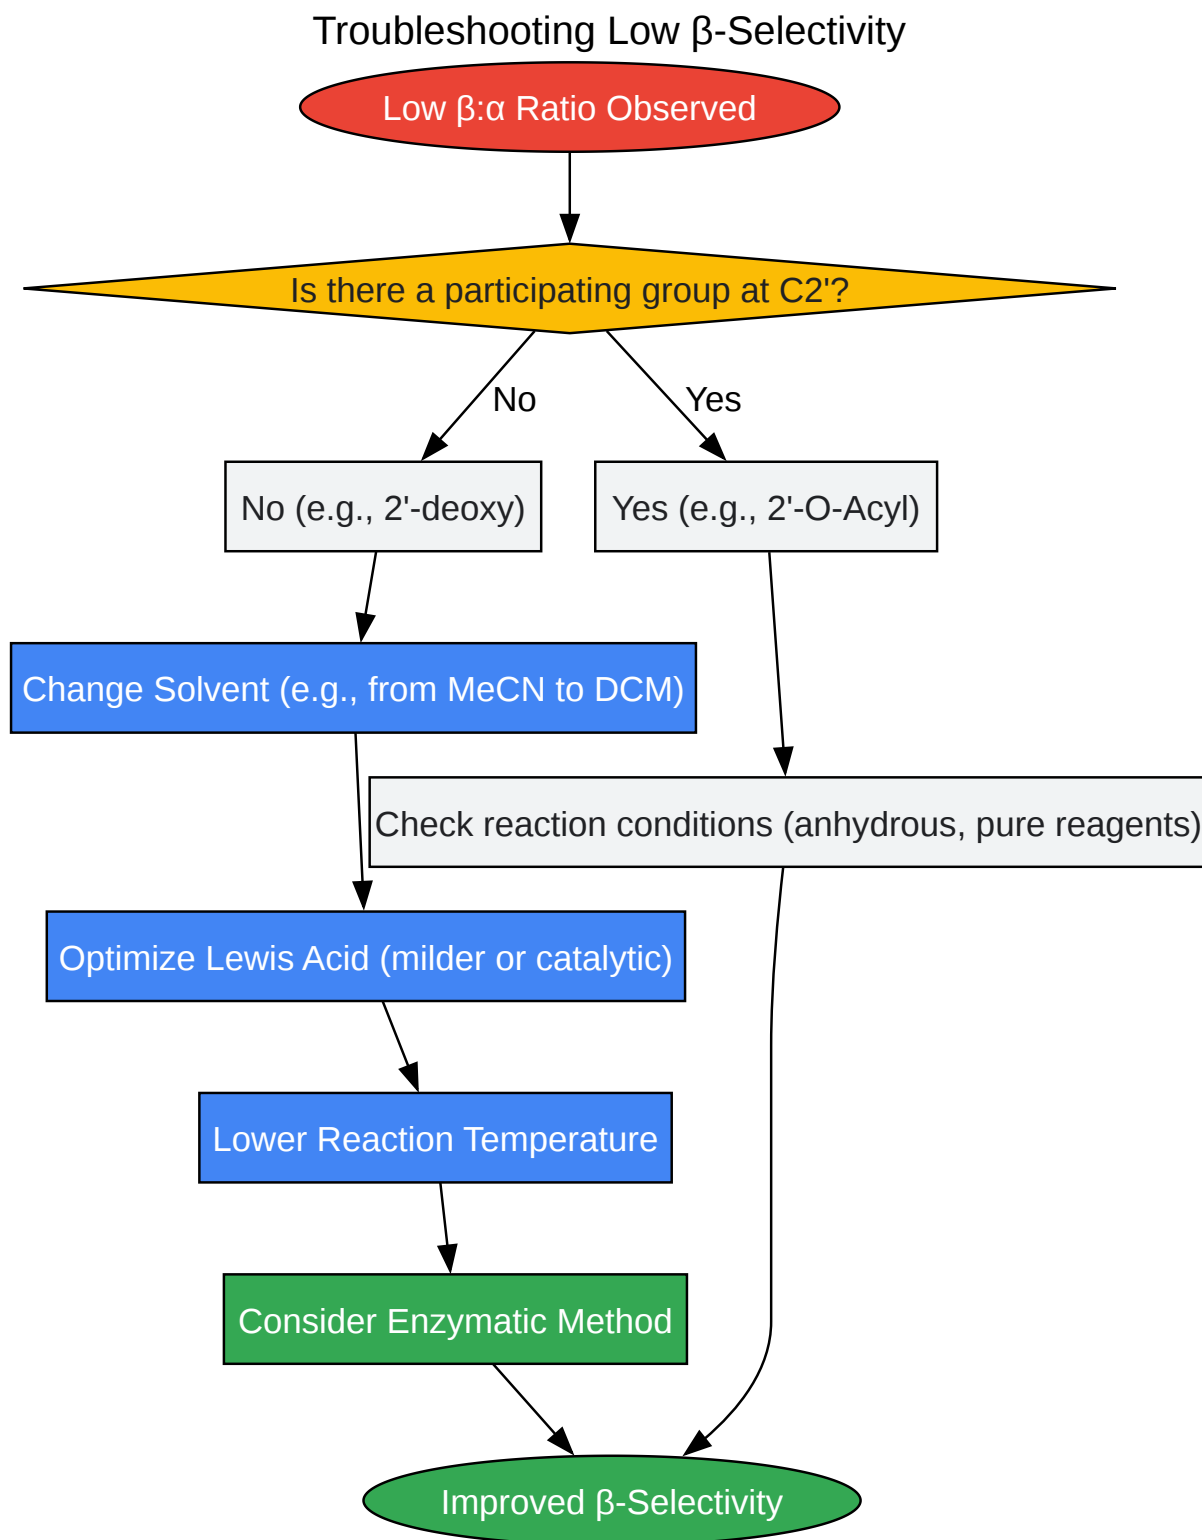 Troubleshooting Low β-Selectivity
Low β:α Ratio Observed
Is there a participating group at C2'?
No
Yes
No (e.g., 2'-deoxy)
Yes (e.g., 2'-O-Acyl)
Change Solvent (e.g., from MeCN to DCM)
Check reaction conditions (anhydrous, pure reagents)
Optimize Lewis Acid (milder or catalytic)
Lower Reaction Temperature
Consider Enzymatic Method
Improved β-Selectivity